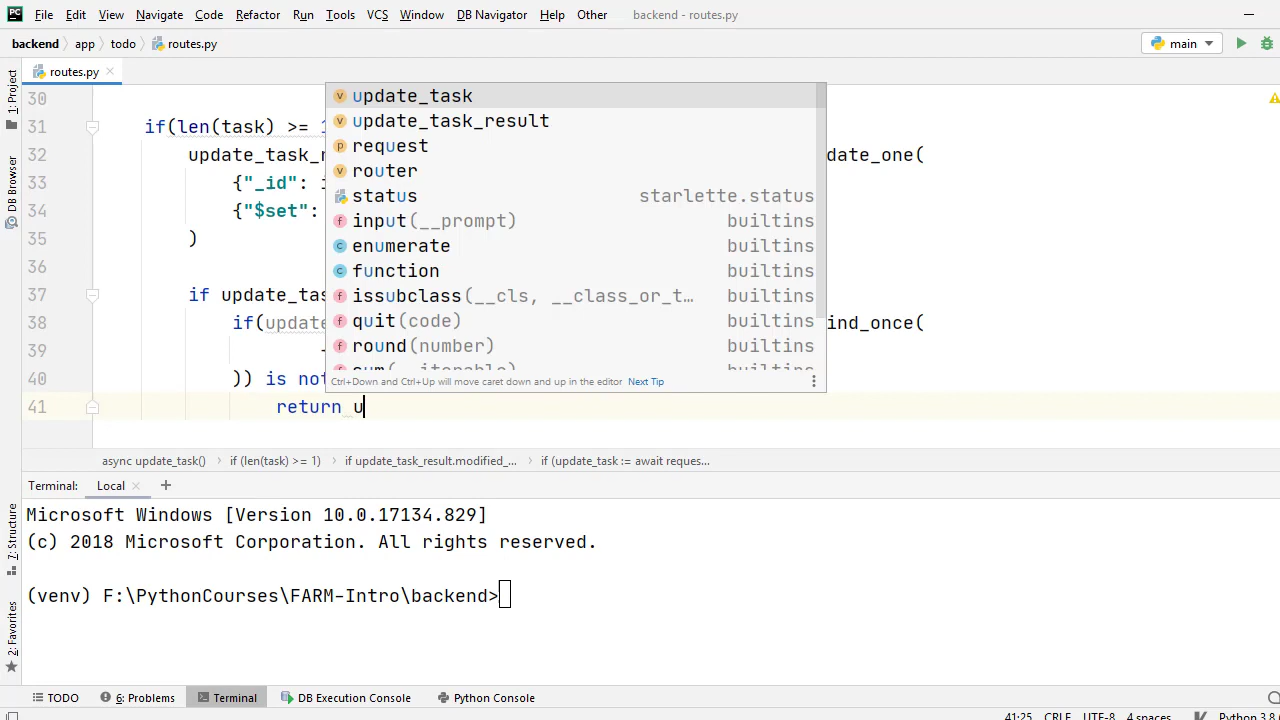 PC File Edit View Navigate Code Refactor Run Tools VCS Window DB Navigator Help Other backend - routes.py
backend app todo routes.py main
routes.py
30
31 if(len(task) >= 1
32 update_task_r date_one(
33 {"_id": i
34 {"$set":
35 )
36
37 if update_tas
38 if(update ind_once(
39
40 )) is not
41 return u
update_task
update_task_result
request
router
status starlette.status
input(__prompt) builtins
enumerate builtins
function builtins
issubclass(__cls, __class_or_t… builtins
quit(code) builtins
round(number) builtins
sum(__iterable)
Ctrl+Down and Ctrl+Up will move caret down and up in the editor Next Tip
1: Project
DB Browser
7: Structure
2: Favorites
async update_task() if (len(task) >= 1) if update_task_result.modified_... if (update_task := await reques...
Terminal: Local
Microsoft Windows [Version 10.0.17134.829]
(c) 2018 Microsoft Corporation. All rights reserved.
(venv) F:\PythonCourses\FARM-Intro\backend>
TODO 6: Problems Terminal DB Execution Console Python Console
41:25 CRLF UTF-8 4 spaces Python 3.8